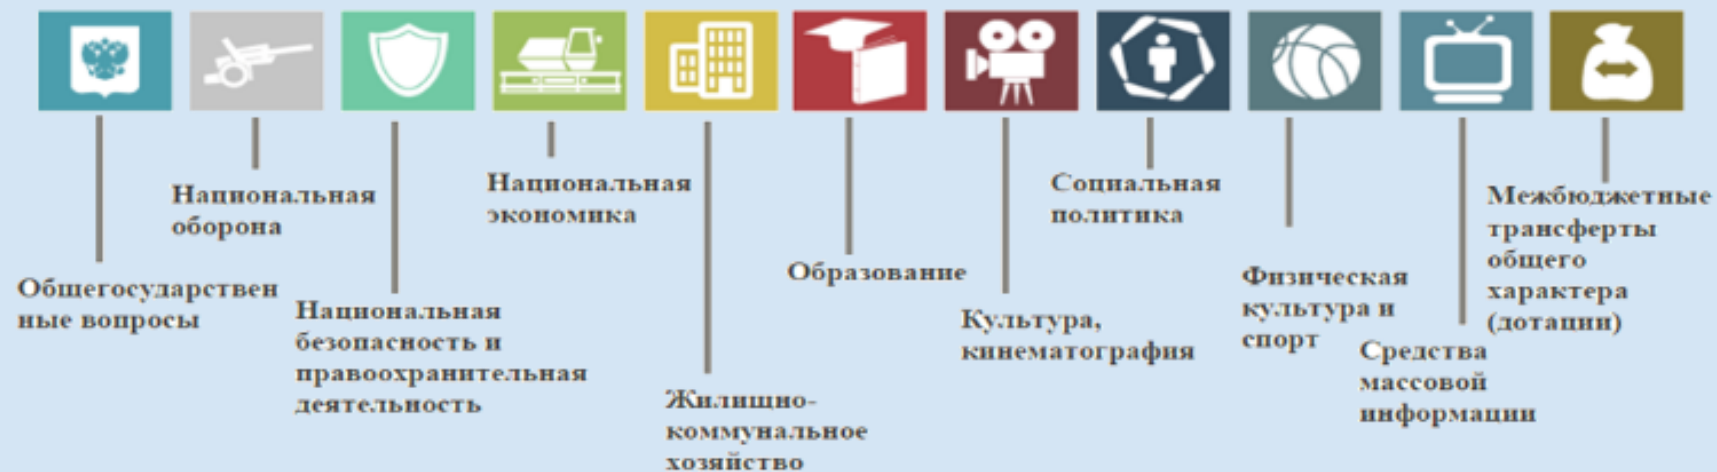 Общегосударствен
ные вопросы
Национальная
оборона
Национальная
безопасность и
правоохранительная
деятельность
Национальная
экономика
Жилищно-
коммунальное
хозяйство
Образование
Культура,
кинематография
Социальная
политика
Физическая
культура и
спорт
Средства
массовой
информации
Межбюджетные
трансферты
общего
характера
(дотации)